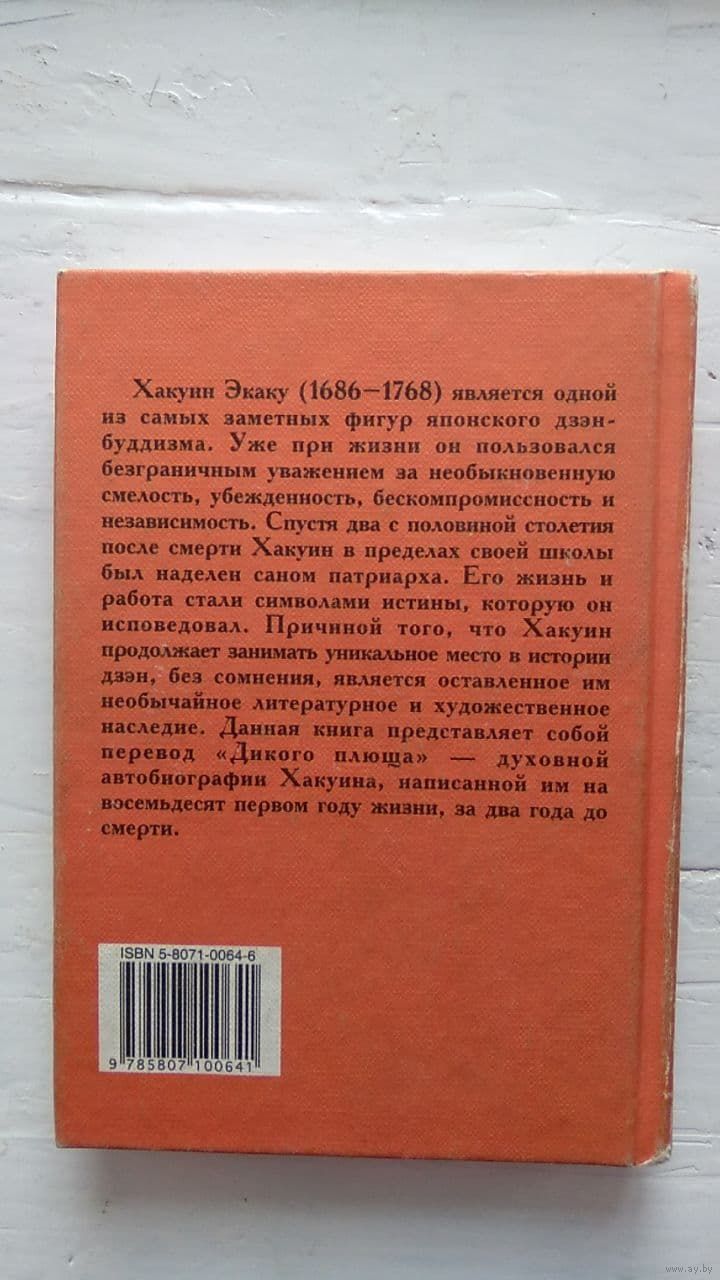 Хакуин Экаку (1686—1768) является одной
из самых заметных фигур японского дзэн-
буддизма. Уже при жизни он пользовался
безграничным уважением за необыкновенную
смелость, убежденность, бескомпромиссность и
независимость. Спустя два с половиной столетия
после смерти Хакуин в пределах своей школы
был наделен саном патриарха. Его жизнь и
работа стали символами истины, которую он
исповедовал. Причиной того, что Хакуин
продолжает занимать уникальное место в истории
дзэн, без сомнения, является оставленное им
необычайное литературное и художественное
наследие. Данная книга представляет собой
перевод «Дикого плюща» — духовной
автобиографии Хакуина, написанной им на
восемьдесят первом году жизни, за два года до
смерти.
ISBN 5-8071-0064-6
9 785807 100641
www.ay.by